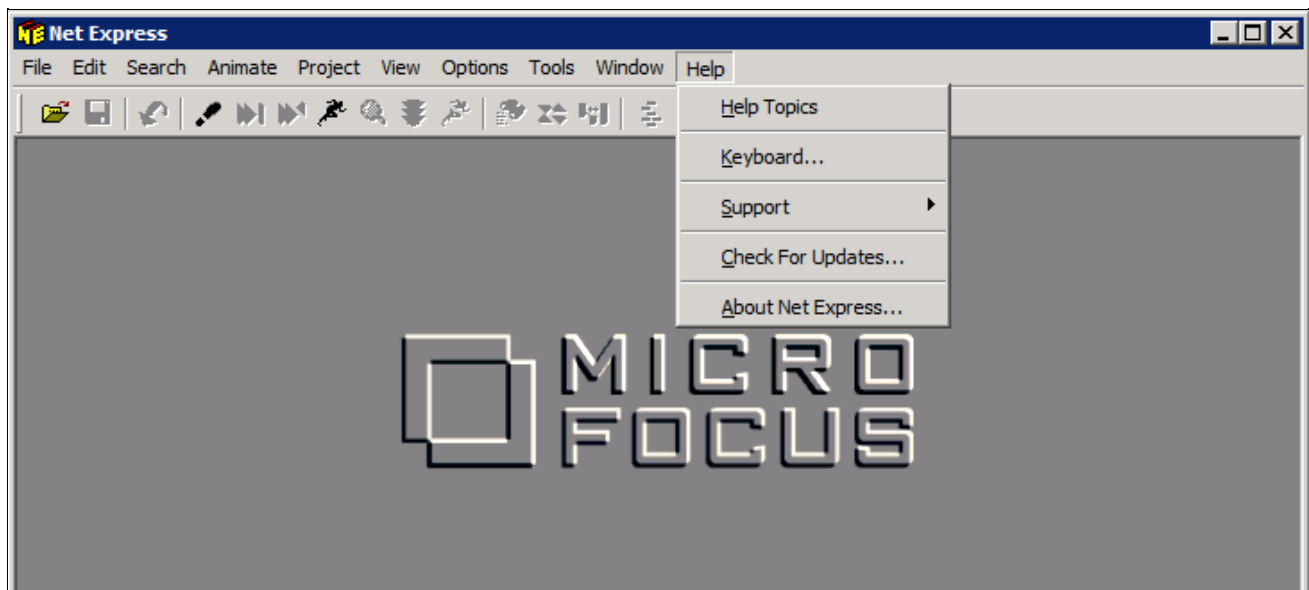 Net Express
File Edit Search Animate Project View Options Tools Window Help
Help Topics
Keyboard...
Support
Check For Updates...
About Net Express...
MICRO
FOCUS